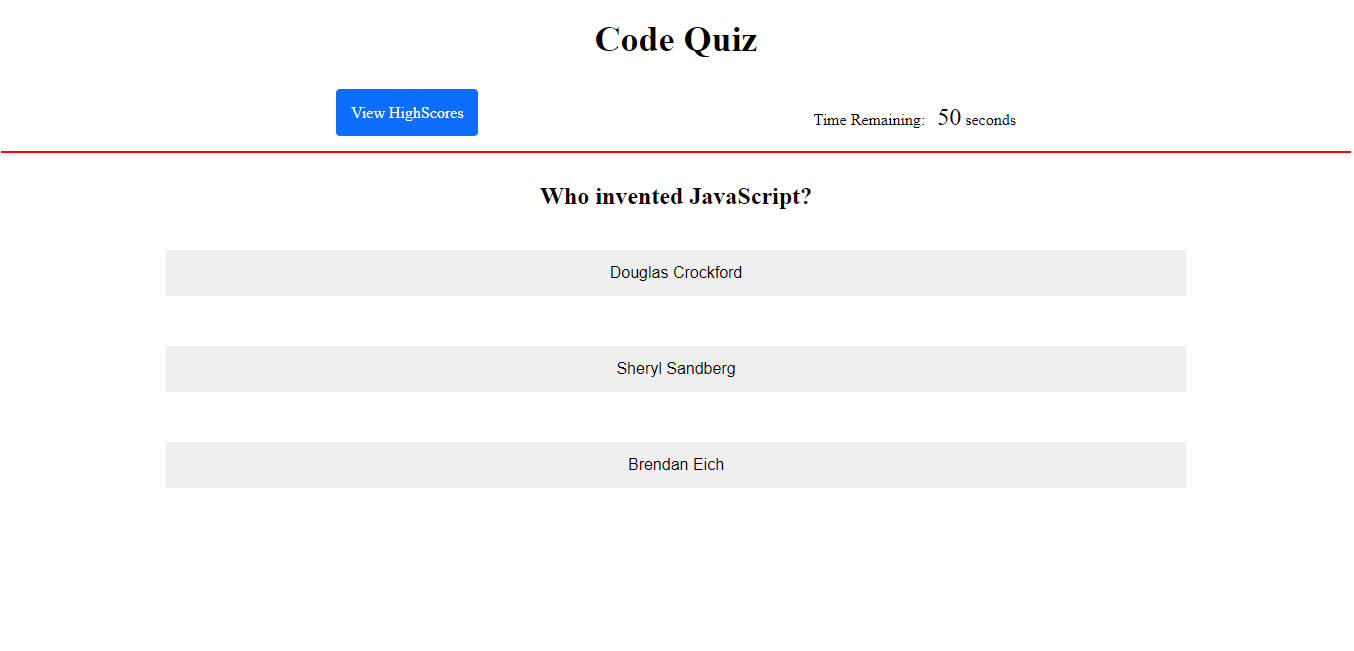 Code Quiz
View HighScores
Time Remaining: 50 seconds
Who invented JavaScript?
Douglas Crockford
Sheryl Sandberg
Brendan Eich